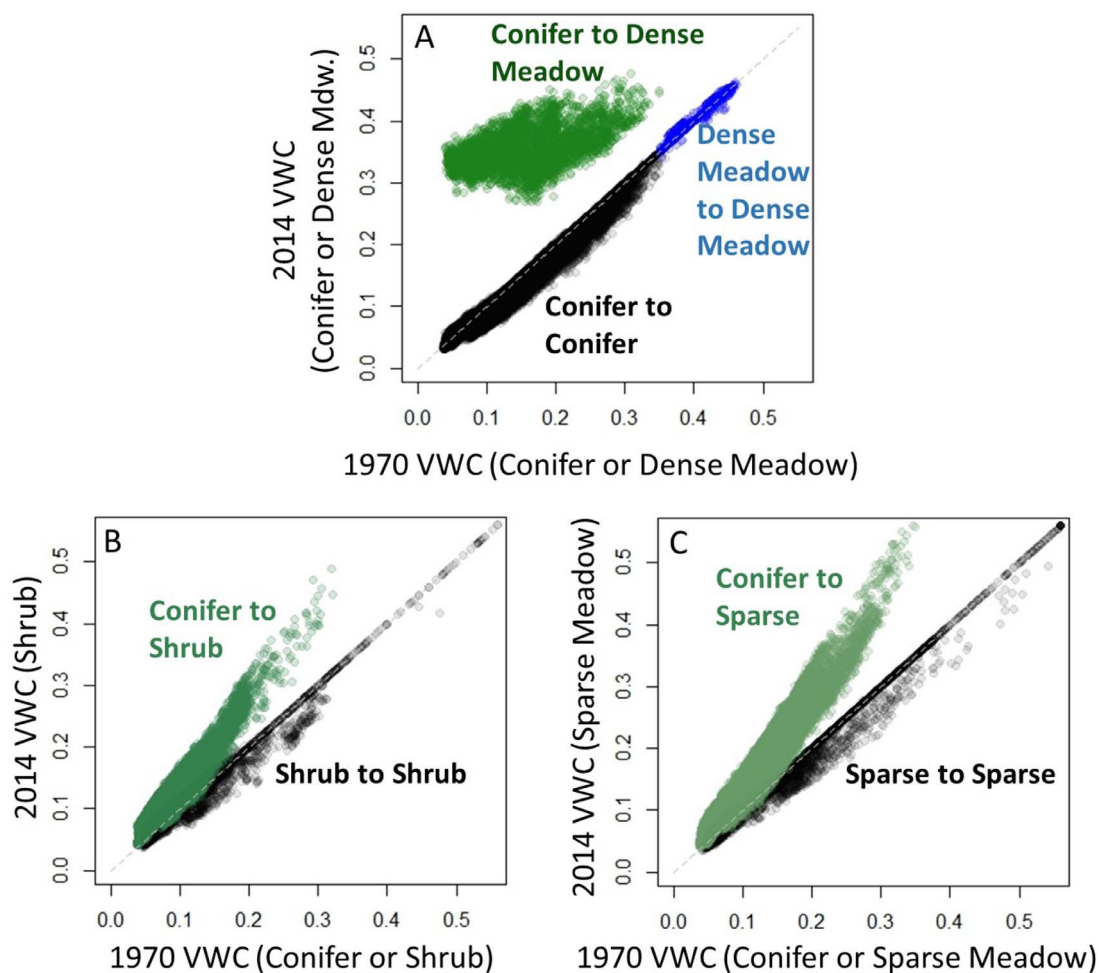 A
Conifer to Dense
Meadow
Dense
Meadow
to Dense
Meadow
Conifer to
Conifer
2014 VWC
(Conifer or Dense Mdw.)
0.0 0.1 0.2 0.3 0.4 0.5
0.0 0.1 0.2 0.3 0.4 0.5
1970 VWC (Conifer or Dense Meadow)
B
Conifer to
Shrub
Shrub to Shrub
2014 VWC (Shrub)
0.0 0.1 0.2 0.3 0.4 0.5
0.0 0.1 0.2 0.3 0.4 0.5
1970 VWC (Conifer or Shrub)
C
Conifer to
Sparse
Sparse to Sparse
2014 VWC (Sparse Meadow)
0.0 0.1 0.2 0.3 0.4 0.5
0.0 0.1 0.2 0.3 0.4 0.5
1970 VWC (Conifer or Sparse Meadow)